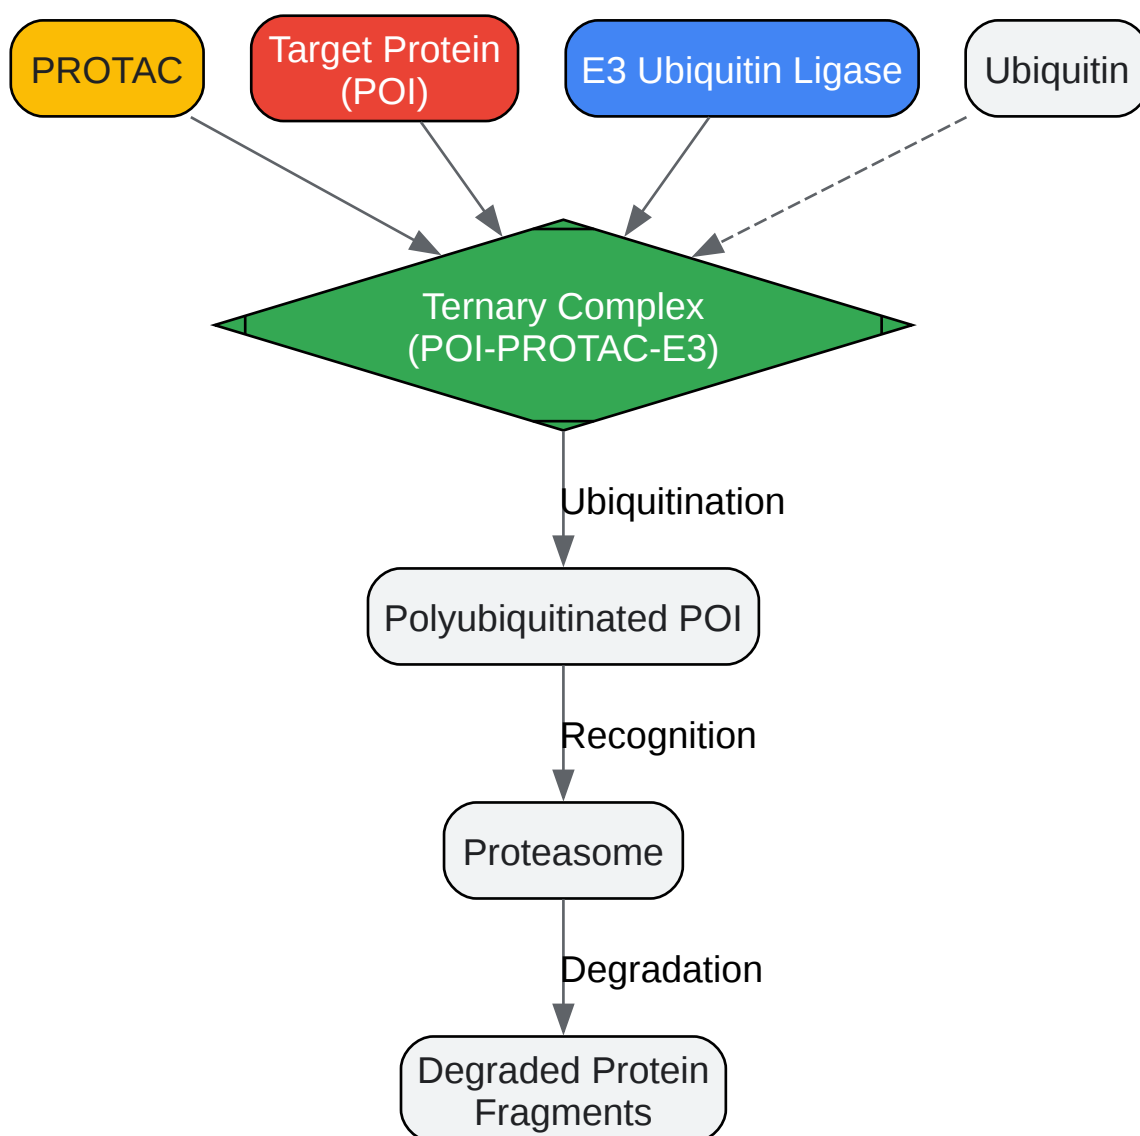 PROTAC
Target Protein
(POI)
E3 Ubiquitin Ligase
Ubiquitin
Ternary Complex
(POI-PROTAC-E3)
Ubiquitination
Polyubiquitinated POI
Recognition
Proteasome
Degradation
Degraded Protein
Fragments